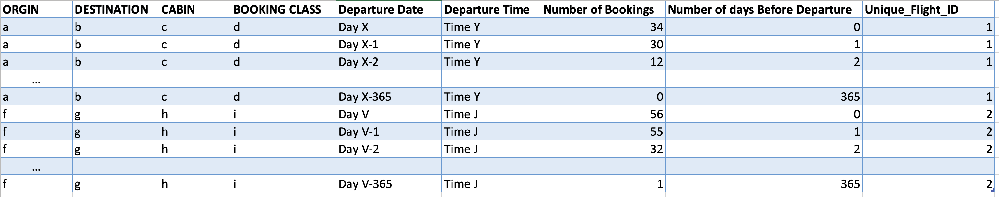 ORGIN DESTINATION CABIN BOOKING CLASS Departure Date Departure Time Number of Bookings Number of days Before Departure Unique_Flight_ID
a b c d Day X Time Y 34 0 1
a b c d Day X-1 Time Y 30 1 1
a b c d Day X-2 Time Y 12 2 1
...
a b c d Day X-365 Time Y 0 365 1
f g h i Day V Time J 56 0 2
f g h i Day V-1 Time J 55 1 2
f g h i Day V-2 Time J 32 2 2
...
f g h i Day V-365 Time J 1 365 2